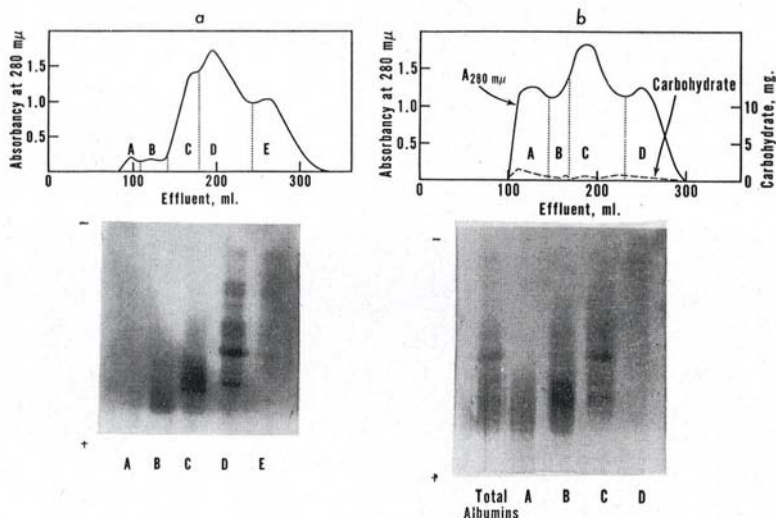 a
Absorbancy at 280 mμ
1.5
1.0
0.5
A B C D E
0 100 200 300
Effluent, ml.
−
+
A B C D E
b
Absorbancy at 280 mμ
1.5
1.0
0.5
A280 mμ
Carbohydrate
A B C D
10
5
0
Carbohydrate, mg.
0 100 200 300
Effluent, ml.
−
+
Total A B C D
Albumins